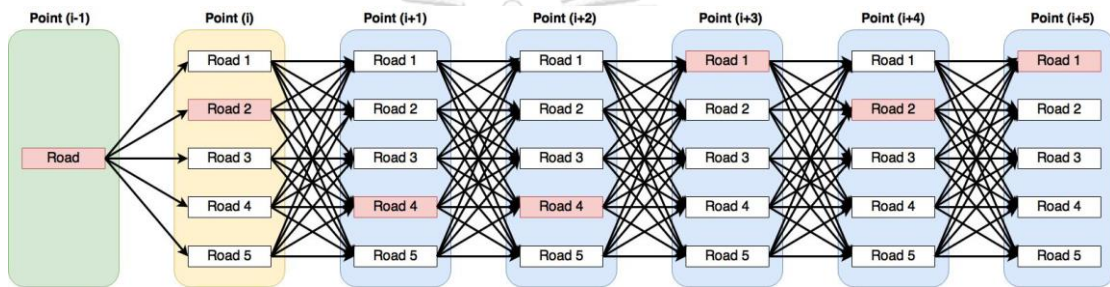 Point (i-1)
Point (i)
Point (i+1)
Point (i+2)
Point (i+3)
Point (i+4)
Point (i+5)
Road 1
Road 1
Road 1
Road 1
Road 1
Road 1
Road 2
Road 2
Road 2
Road 2
Road 2
Road 2
Road
Road 3
Road 3
Road 3
Road 3
Road 3
Road 3
Road 4
Road 4
Road 4
Road 4
Road 4
Road 4
Road 5
Road 5
Road 5
Road 5
Road 5
Road 5